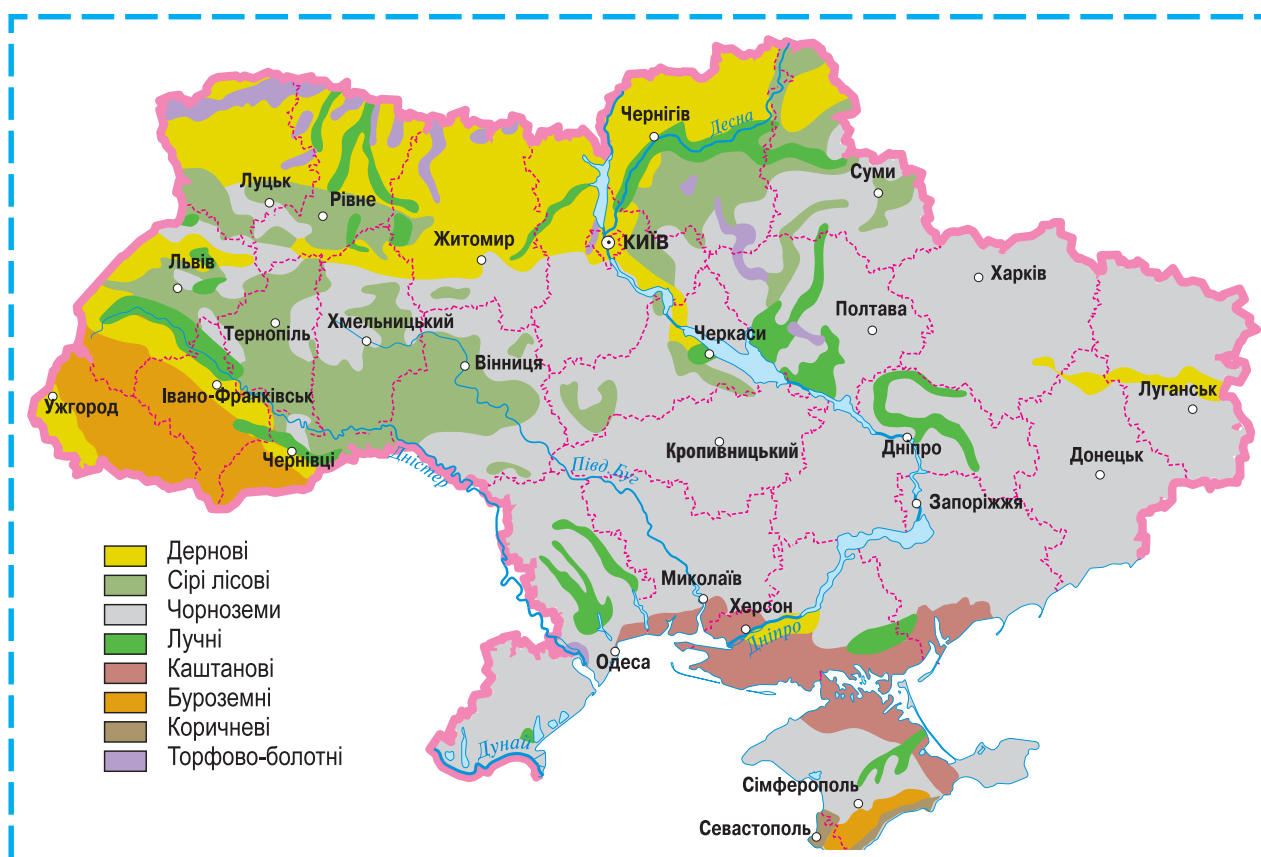 Чернігів
Десна
Суми
Луцьк
Рівне
КИЇВ
Житомир
Львів
Харків
Полтава
Хмельницький
Тернопіль
Черкаси
Вінниця
Луганськ
Івано-Франківськ
Ужгород
Кропивницький
Дніпро
Донецьк
Чернівці
Дністер
Півд. Буг
Запоріжжя
Дернові
Сірі лісові
Чорноземи
Лучні
Каштанові
Буроземні
Коричневі
Торфово-болотні
Миколаїв
Херсон
Дніпро
Одеса
Дунай
Сімферополь
Севастополь